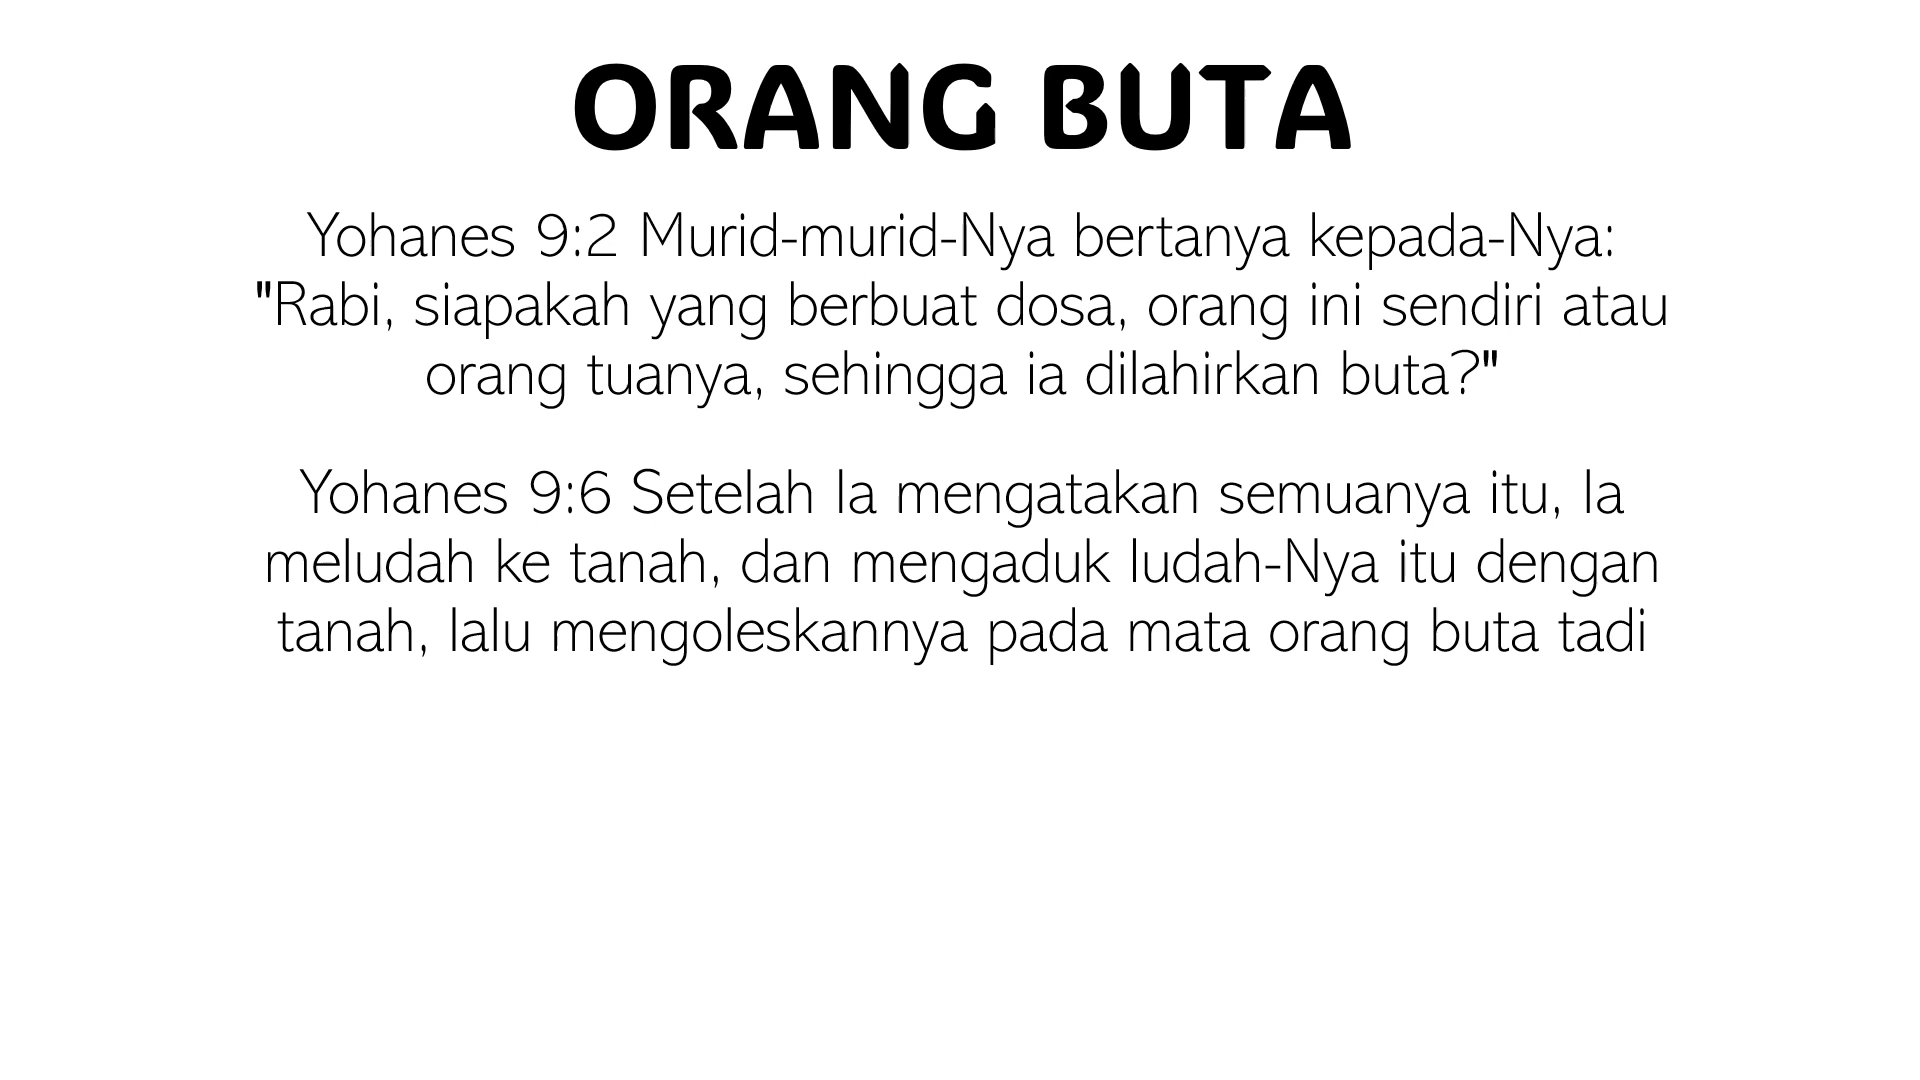 ORANG BUTA
Yohanes 9:2 Murid-murid-Nya bertanya kepada-Nya:
"Rabi, siapakah yang berbuat dosa, orang ini sendiri atau
orang tuanya, sehingga ia dilahirkan buta?"
Yohanes 9:6 Setelah Ia mengatakan semuanya itu, Ia
meludah ke tanah, dan mengaduk ludah-Nya itu dengan
tanah, lalu mengoleskannya pada mata orang buta tadi